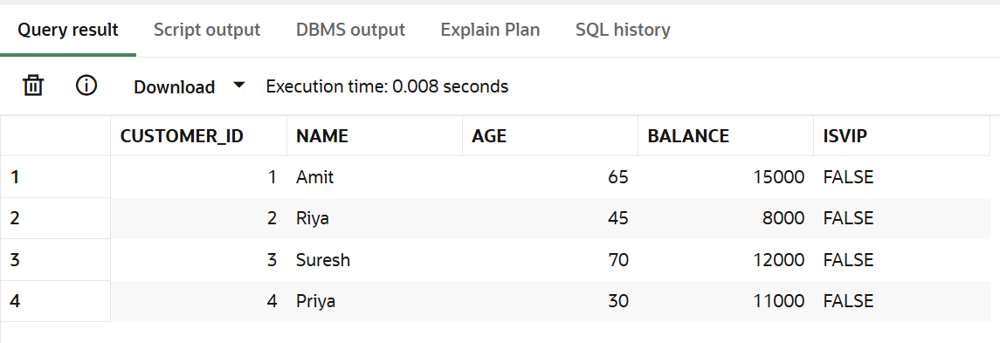 Query result Script output DBMS output Explain Plan SQL history
Download Execution time: 0.008 seconds
CUSTOMER_ID NAME AGE BALANCE ISVIP
1 1 Amit 65 15000 FALSE
2 2 Riya 45 8000 FALSE
3 3 Suresh 70 12000 FALSE
4 4 Priya 30 11000 FALSE